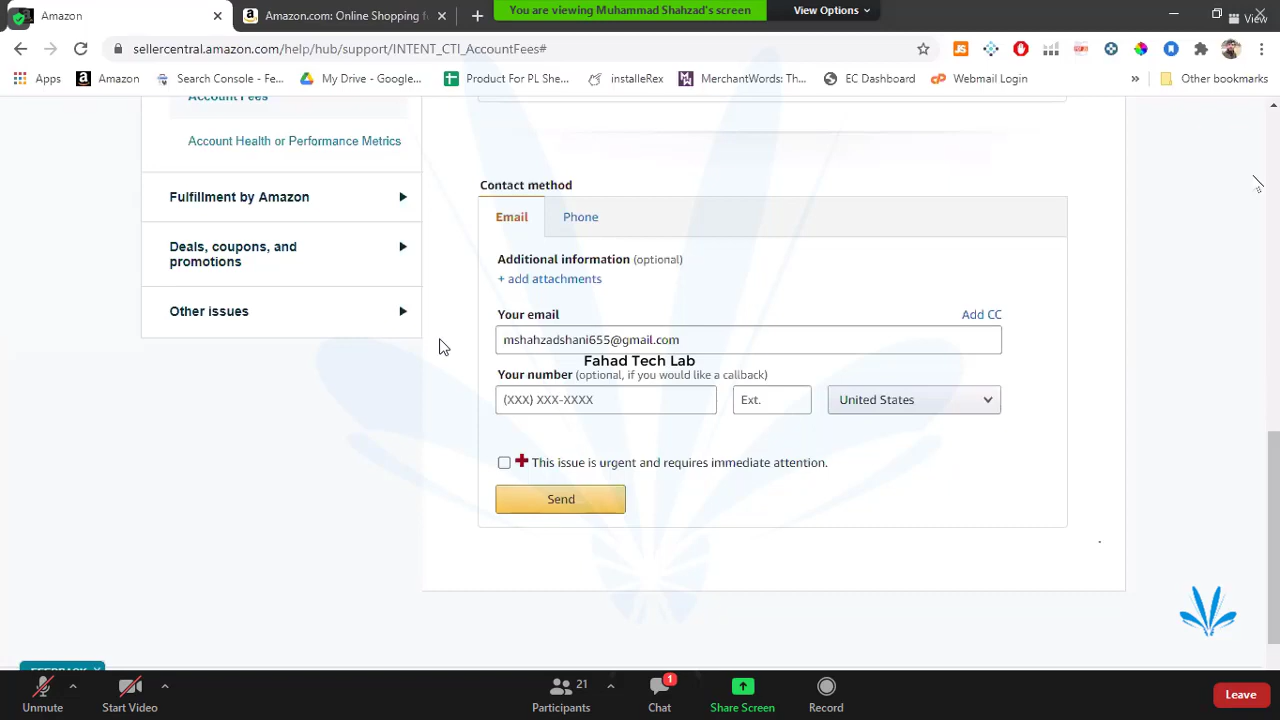 Amazon
Amazon.com: Online Shopping f
You are viewing Muhammad Shahzad's screen
View Options
View
sellercentral.amazon.com/help/hub/support/INTENT_CTI_AccountFees#
Apps
Amazon
Search Console - Fe...
My Drive - Google...
Product For PL She...
installeRex
MerchantWords: Th...
EC Dashboard
Webmail Login
Other bookmarks
Account Fees
Account Health or Performance Metrics
Fulfillment by Amazon
Deals, coupons, and
promotions
Other issues
Contact method
Email
Phone
Additional information (optional)
+ add attachments
Your email
Add CC
mshahzadshani655@gmail.com
Fahad Tech Lab
Your number (optional, if you would like a callback)
(XXX) XXX-XXXX
Ext.
United States
This issue is urgent and requires immediate attention.
Send
FEEDBACK
Unmute
Start Video
21
Participants
1
Chat
Share Screen
Record
Leave